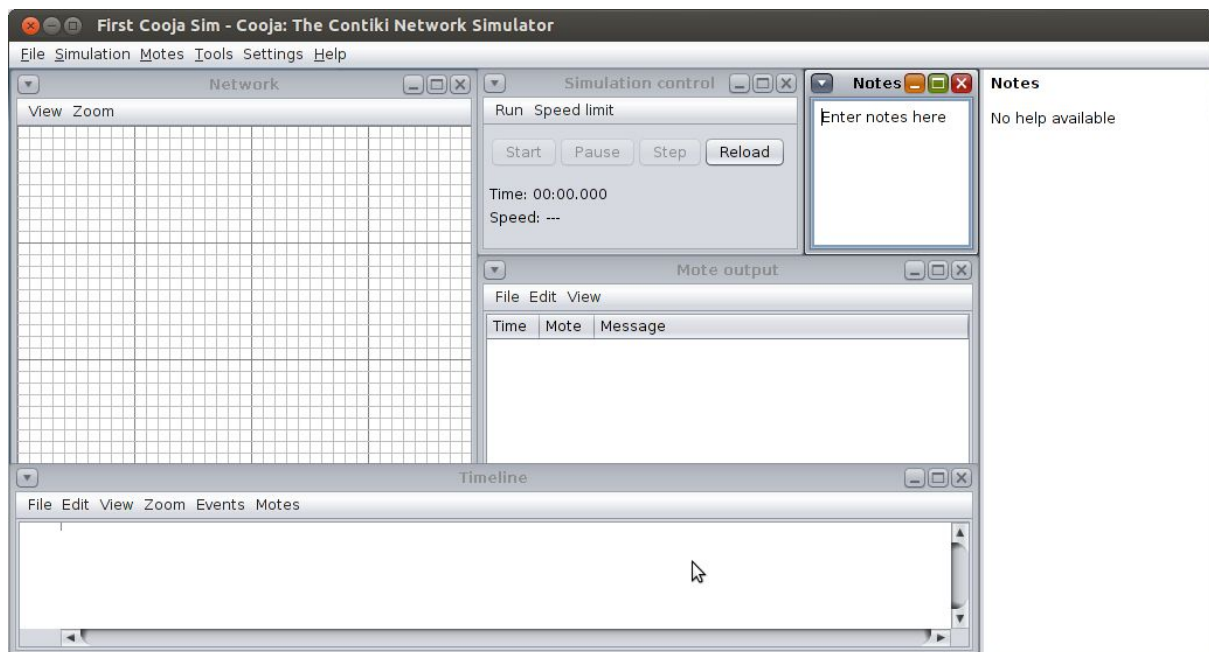 First Cooja Sim - Cooja: The Contiki Network Simulator
File Simulation Motes Tools Settings Help
Network
View Zoom
Simulation control
Run Speed limit
Start Pause Step Reload
Time: 00:00.000
Speed: ---
Notes
Enter notes here
Notes
No help available
Mote output
File Edit View
Time Mote Message
Timeline
File Edit View Zoom Events Motes